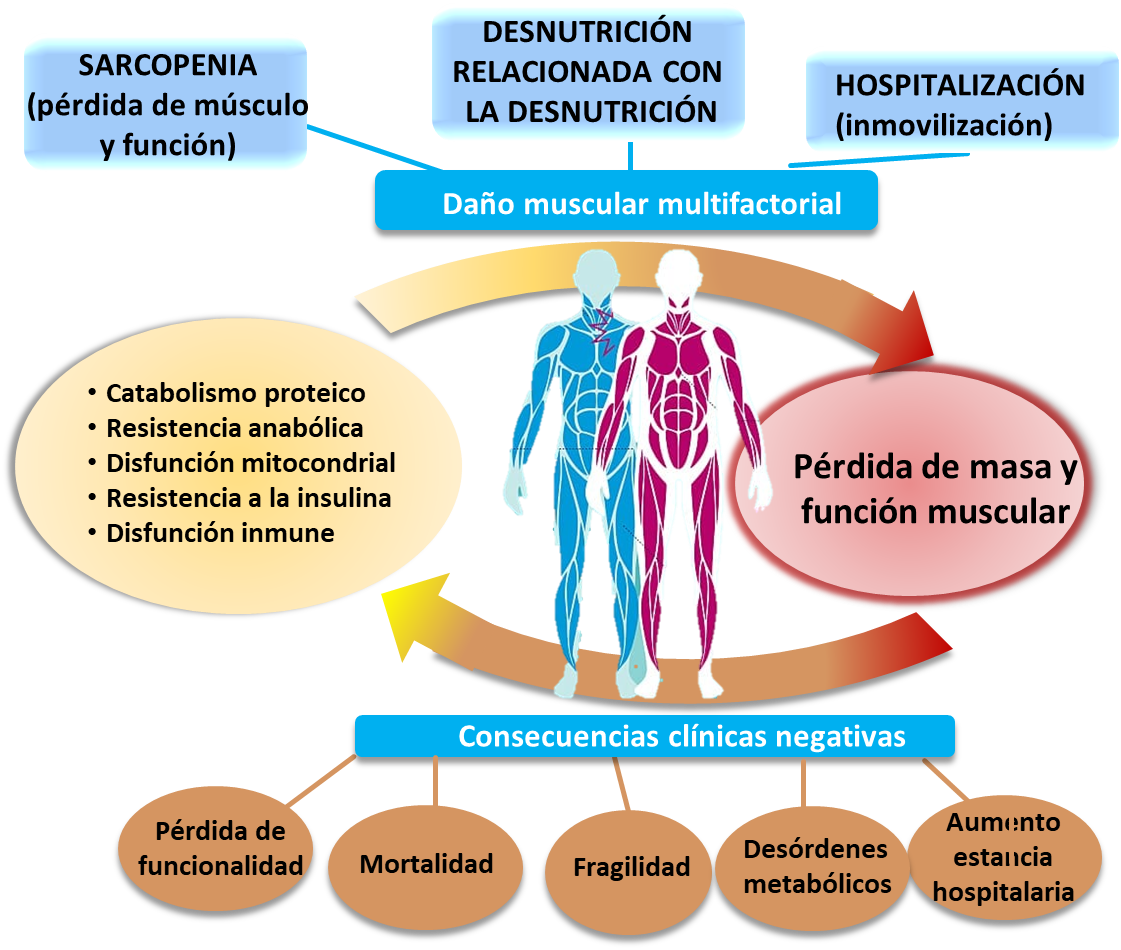 SARCOPENIA
(pérdida de músculo
y función)
DESNUTRICIÓN
RELACIONADA CON
LA DESNUTRICIÓN
HOSPITALIZACIÓN
(inmovilización)
Daño muscular multifactorial
• Catabolismo proteico
• Resistencia anabólica
• Disfunción mitocondrial
• Resistencia a la insulina
• Disfunción inmune
Pérdida de masa y
función muscular
Consecuencias clínicas negativas
Pérdida de
funcionalidad
Mortalidad
Fragilidad
Desórdenes
metabólicos
Aumento
estancia
hospitalaria